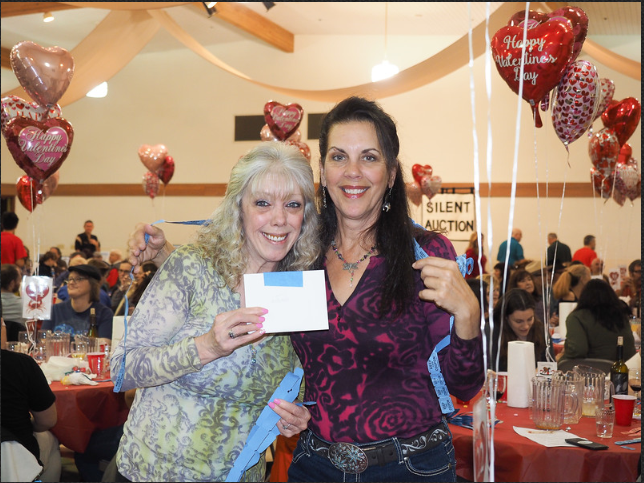 Happy
Valentine's
Day
Happy
Valentine's
Day
SILENT
AUCTION